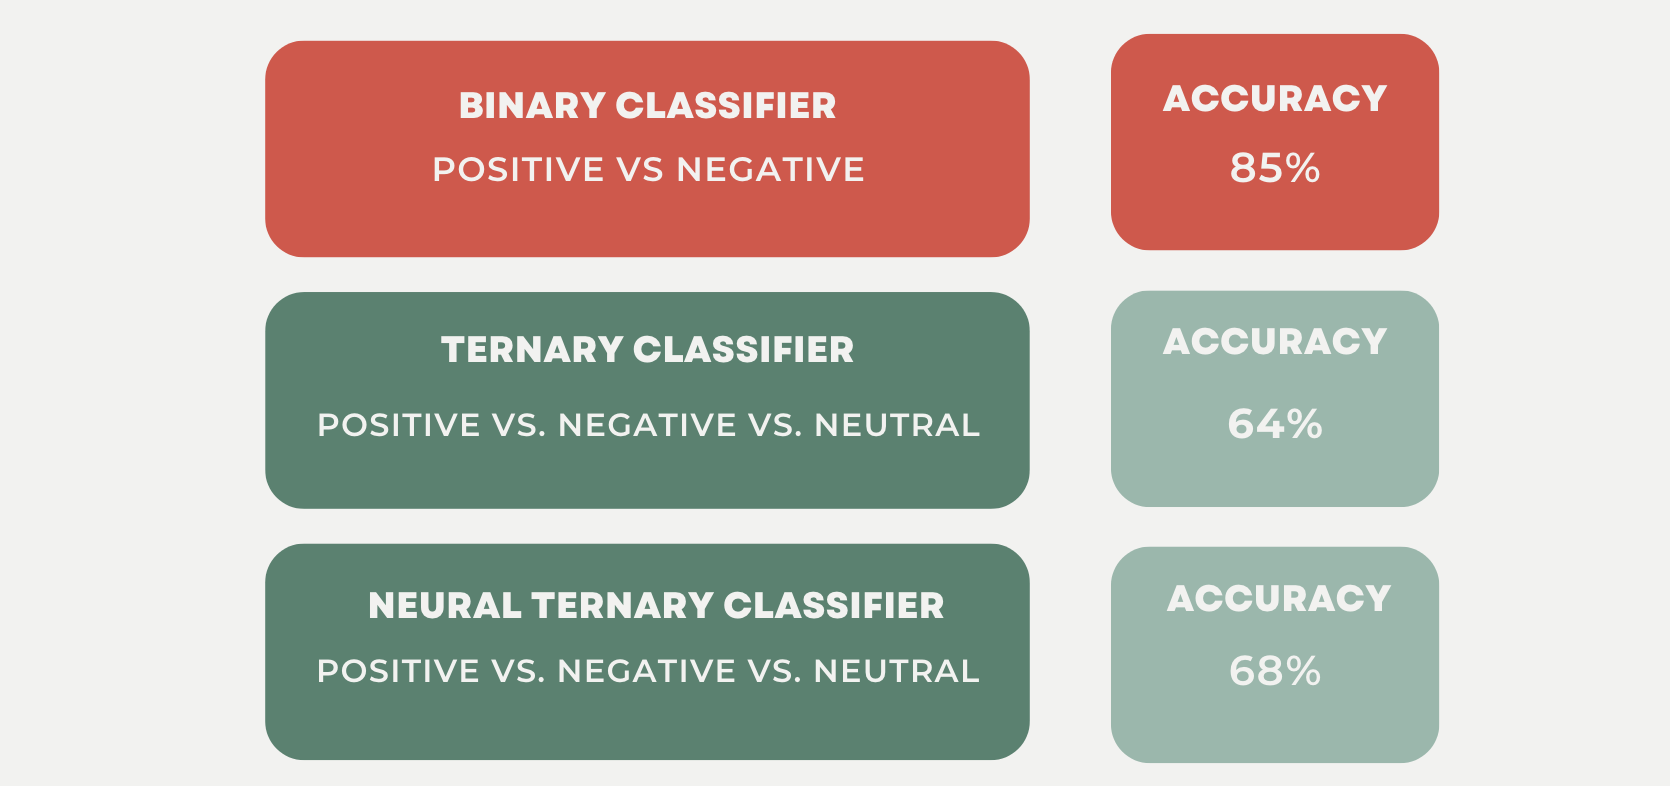 BINARY CLASSIFIER
POSITIVE VS NEGATIVE
ACCURACY
85%
TERNARY CLASSIFIER
POSITIVE VS. NEGATIVE VS. NEUTRAL
ACCURACY
64%
NEURAL TERNARY CLASSIFIER
POSITIVE VS. NEGATIVE VS. NEUTRAL
ACCURACY
68%